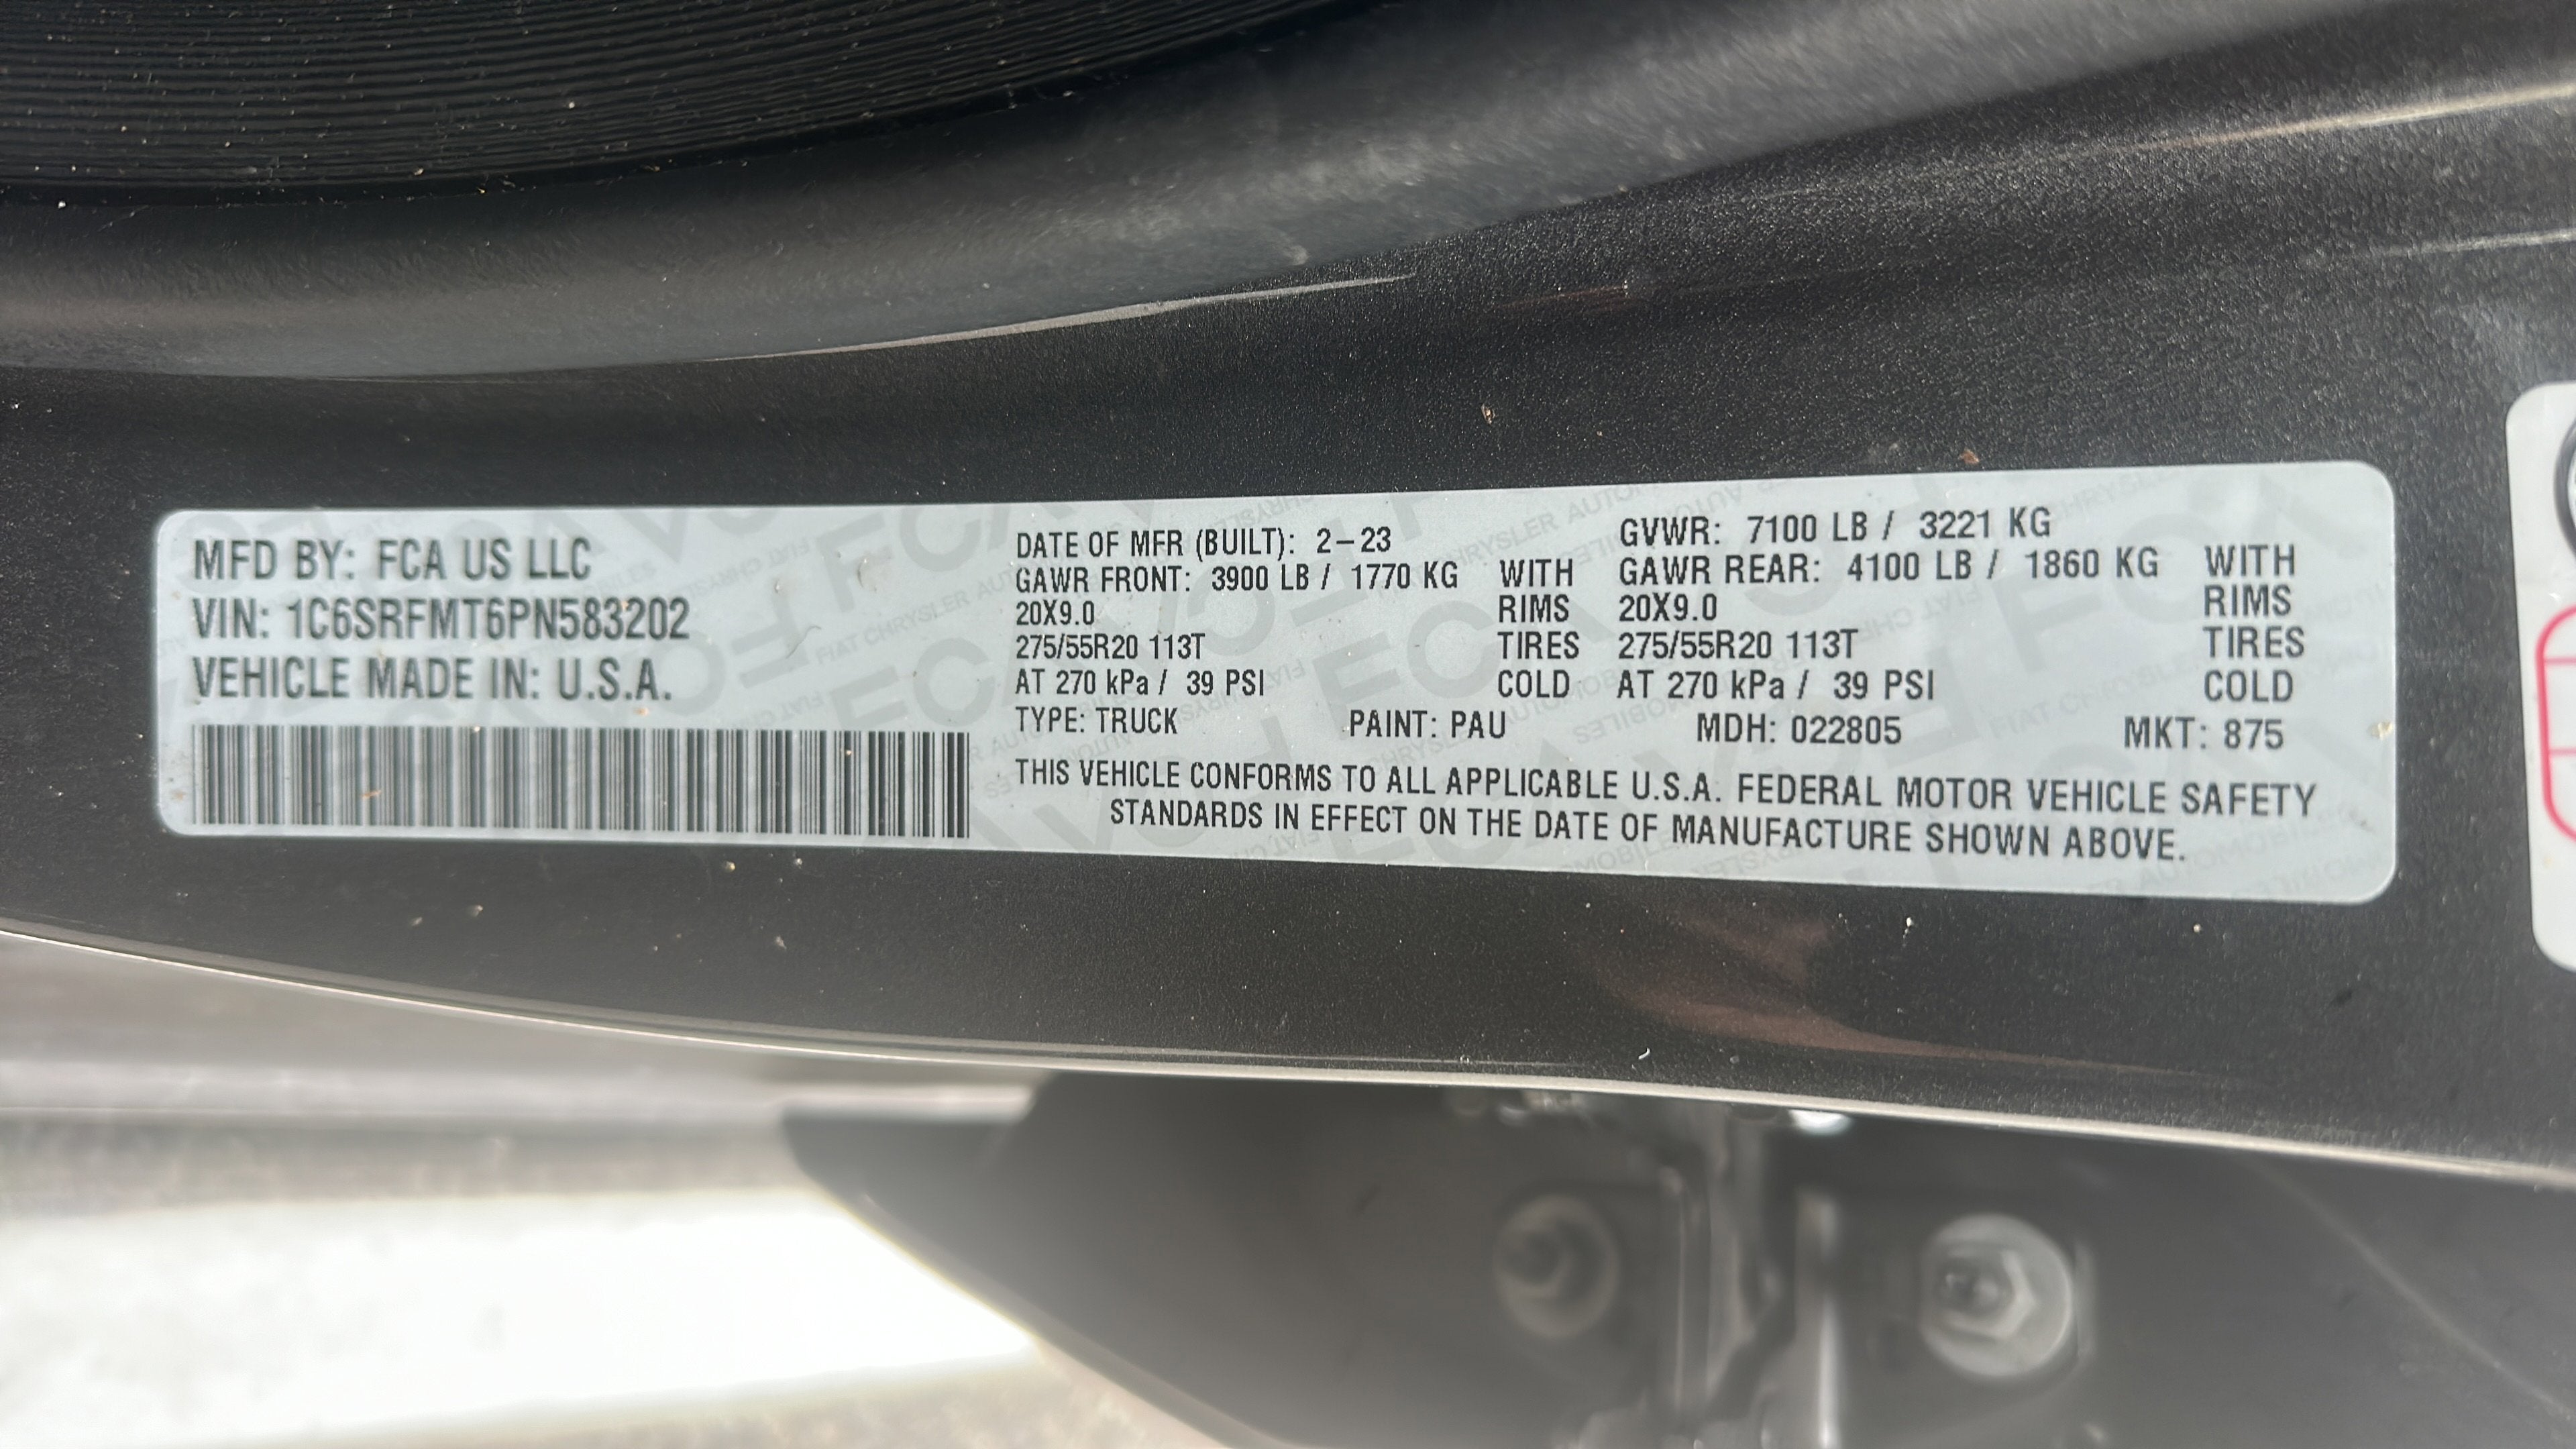 MFD BY: FCA US LLC
VIN: 1C6SRFMT6PN583202
VEHICLE MADE IN: U.S.A.
DATE OF MFR (BUILT): 2-23
GAWR FRONT: 3900 LB / 1770 KG WITH
20X9.0 RIMS
275/55R20 113T TIRES
AT 270 kPa / 39 PSI COLD
GVWR: 7100 LB / 3221 KG
GAWR REAR: 4100 LB / 1860 KG WITH
20X9.0 RIMS
275/55R20 113T TIRES
AT 270 kPa / 39 PSI COLD
TYPE: TRUCK PAINT: PAU MDH: 022805 MKT: 875
THIS VEHICLE CONFORMS TO ALL APPLICABLE U.S.A. FEDERAL MOTOR VEHICLE SAFETY
STANDARDS IN EFFECT ON THE DATE OF MANUFACTURE SHOWN ABOVE.